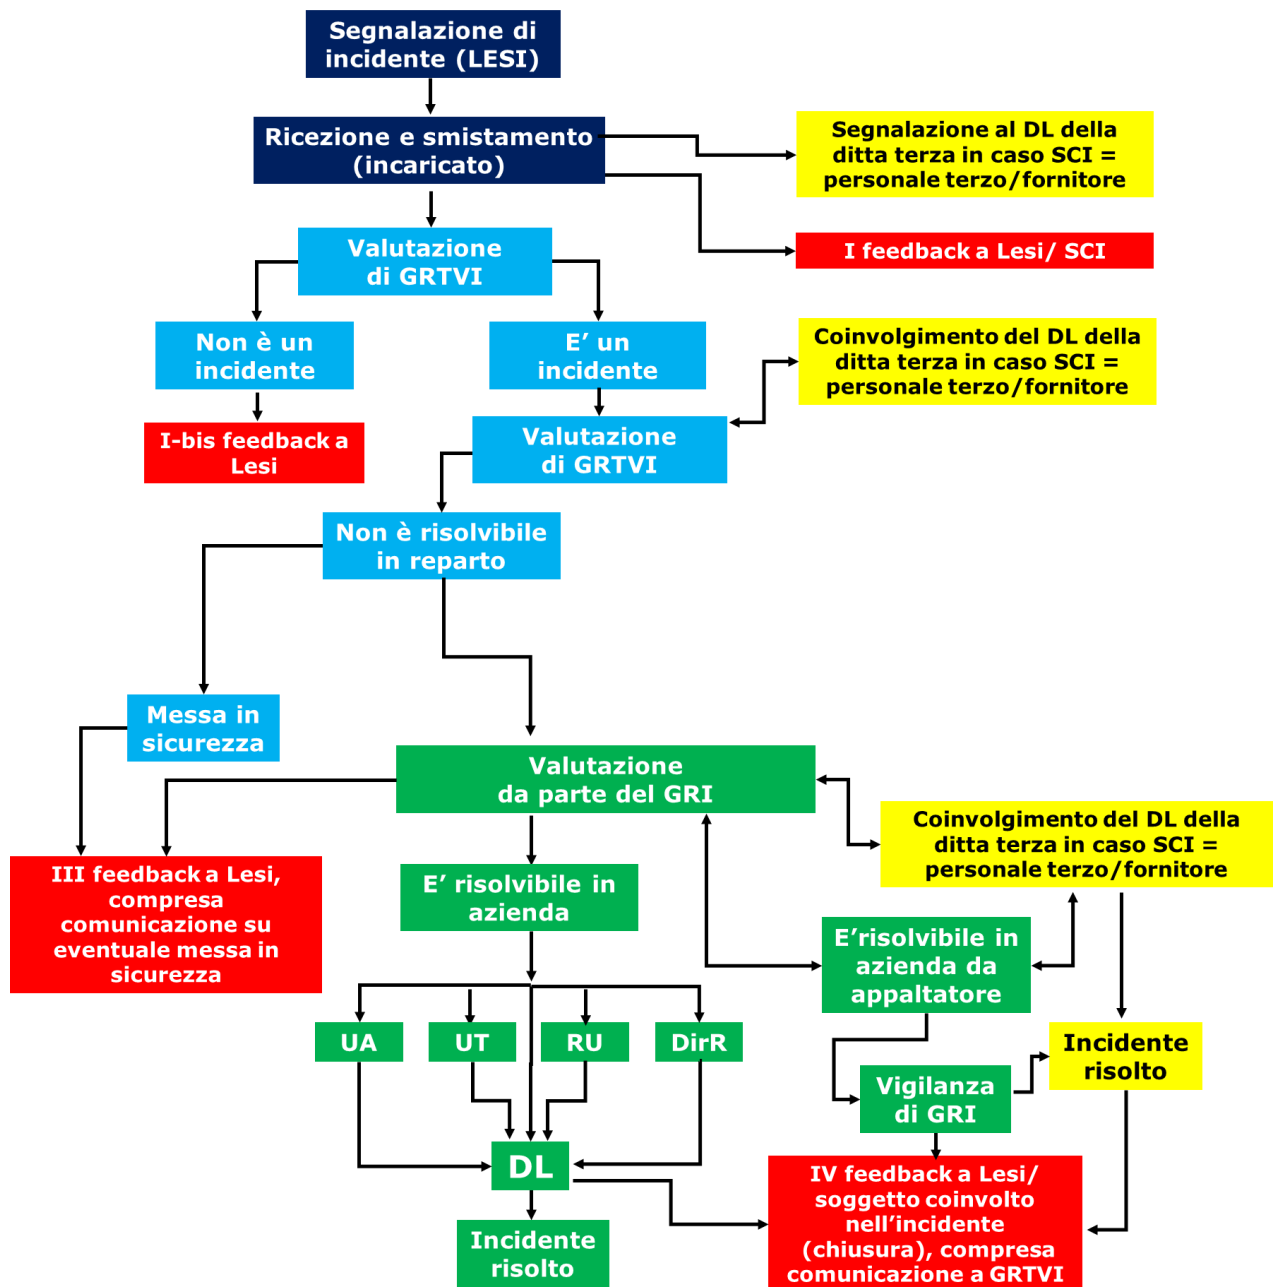 Segnalazione di
incidente (LESI)
Ricezione e smistamento
(incaricato)
Segnalazione al DL della
ditta terza in caso SCI =
personale terzo/fornitore
Valutazione
di GRTVI
I feedback a Lesi/ SCI
Non è un
incidente
E’ un
incidente
Coinvolgimento del DL della
ditta terza in caso SCI =
personale terzo/fornitore
I-bis feedback a
Lesi
Valutazione
di GRTVI
Non è risolvibile
in reparto
Messa in
sicurezza
Valutazione
da parte del GRI
Coinvolgimento del DL della
ditta terza in caso SCI =
personale terzo/fornitore
III feedback a Lesi,
compresa
comunicazione su
eventuale messa in
sicurezza
E’ risolvibile in
azienda
E’risolvibile in
azienda da
appaltatore
UA
UT
RU
DirR
Incidente
risolto
Vigilanza
di GRI
DL
IV feedback a Lesi/
soggetto coinvolto
nell’incidente
(chiusura), compresa
comunicazione a GRTVI
Incidente
risolto